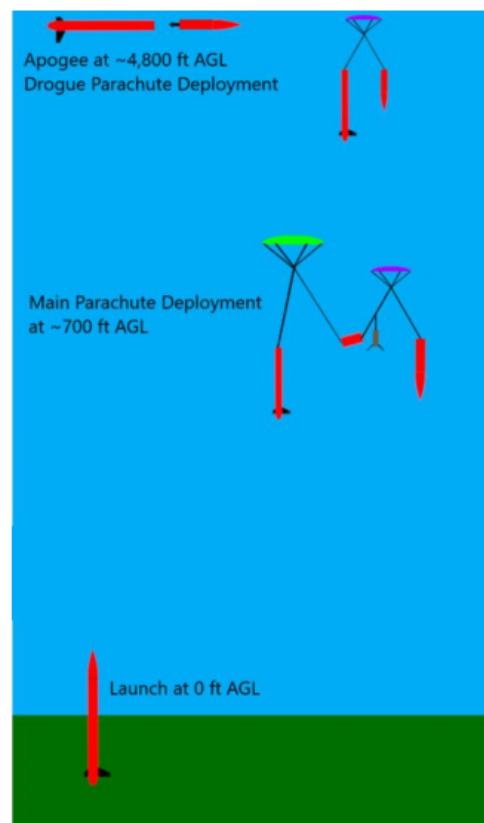 Apogee at ~4,800 ft AGL
Drogue Parachute Deployment
Main Parachute Deployment
at ~700 ft AGL
Launch at 0 ft AGL